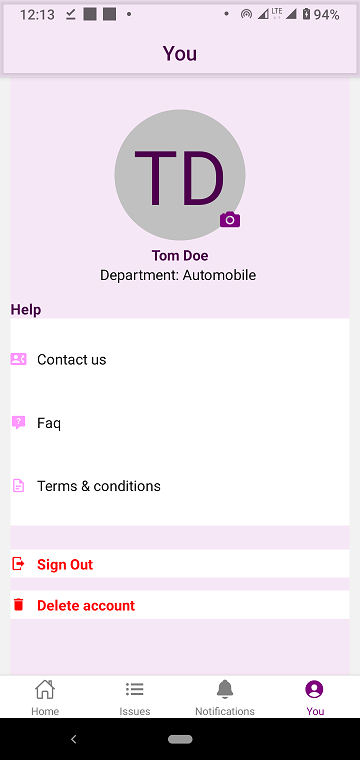 12:13 LTE 94%
You
TD
Tom Doe
Department: Automobile
Help
Contact us
Faq
Terms & conditions
Sign Out
Delete account
Home Issues Notifications You